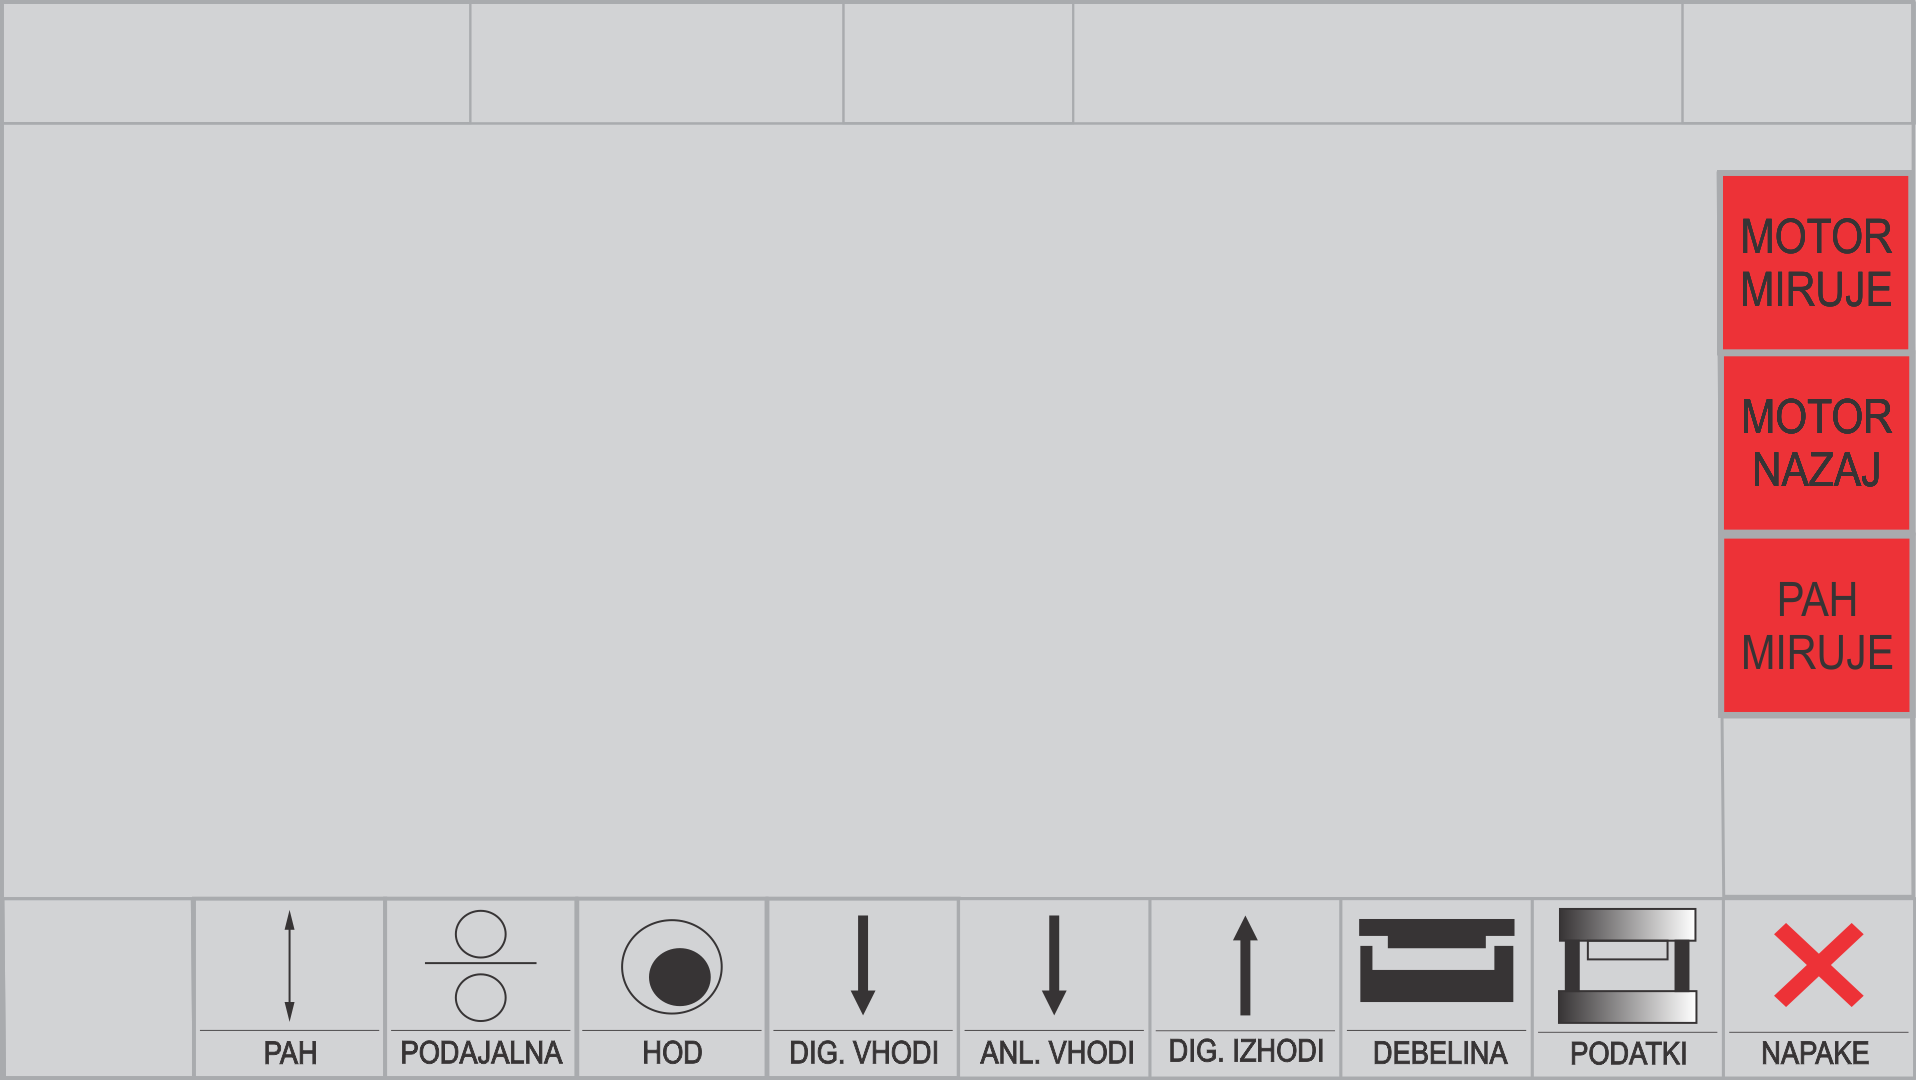 MOTOR
MIRUJE
MOTOR
NAZAJ
PAH
MIRUJE
PAH
PODAJALNA
HOD
DIG. VHODI
ANL. VHODI
DIG. IZHODI
DEBELINA
PODATKI
NAPAKE